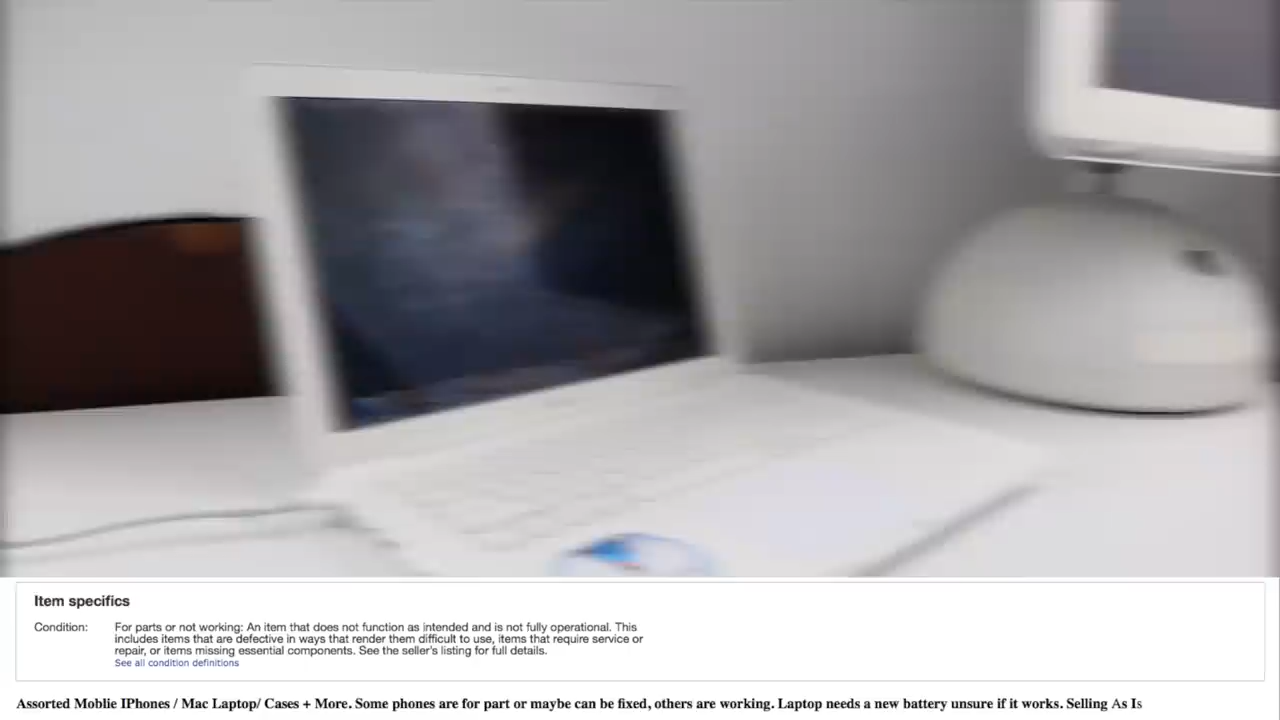 Item specifics
Condition: For parts or not working: An item that does not function as intended and is not fully operational. This
includes items that are defective in ways that render them difficult to use, items that require service or
repair, or items missing essential components. See the seller's listing for full details.
See all condition definitions
Assorted Moblie IPhones / Mac Laptop/ Cases + More. Some phones are for part or maybe can be fixed, others are working. Laptop needs a new battery unsure if it works. Selling As Is